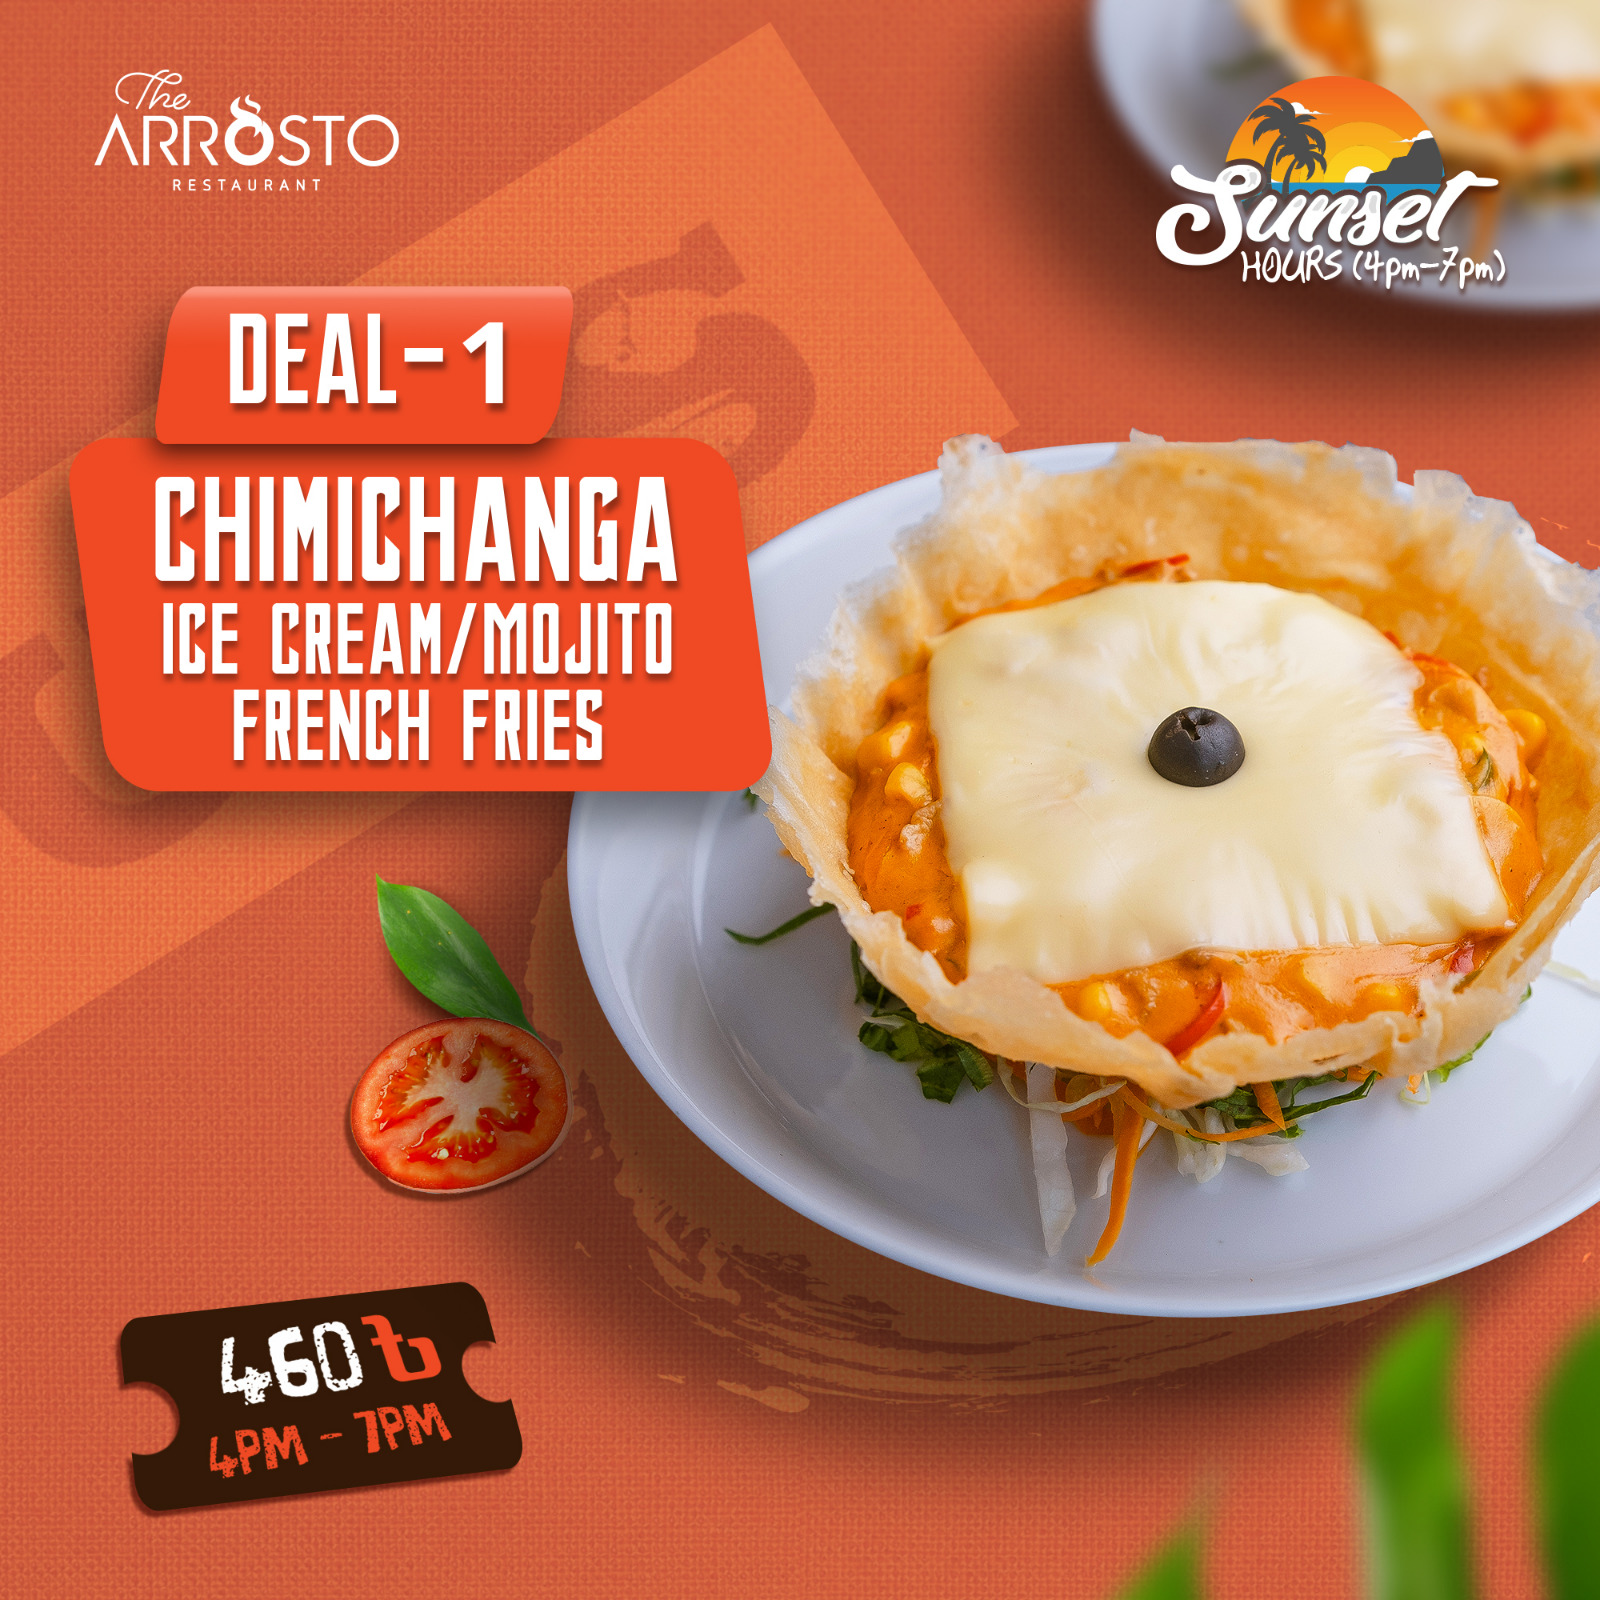 The
ARROSTO
RESTAURANT
Sunset
HOURS (4pm-7pm)
DEAL-1
CHIMICHANGA
ICE CREAM/MOJITO
FRENCH FRIES
460 ৳
4PM - 7PM